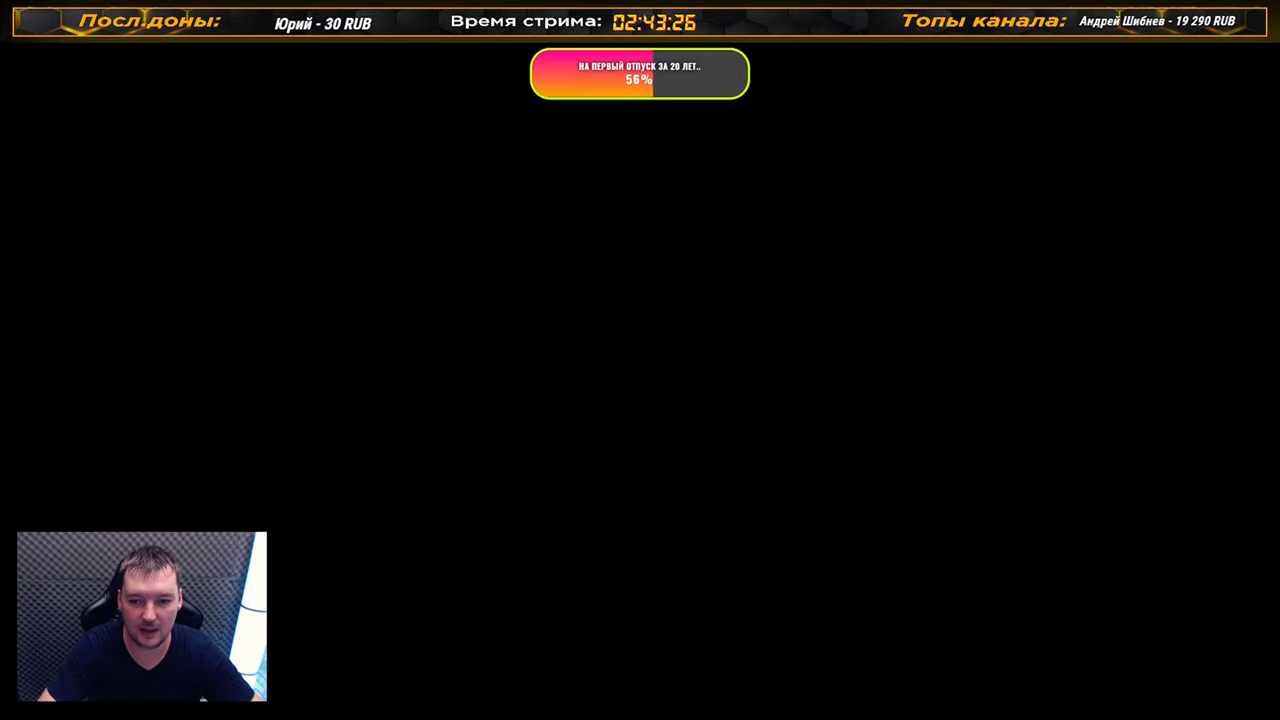 Посл.доны: Юрий - 30 RUB Время стрима: 02:43:26 Топы канала: Андрей Шибнев - 19 290 RUB
НА ПЕРВЫЙ ОТПУСК ЗА 20 ЛЕТ..
56%